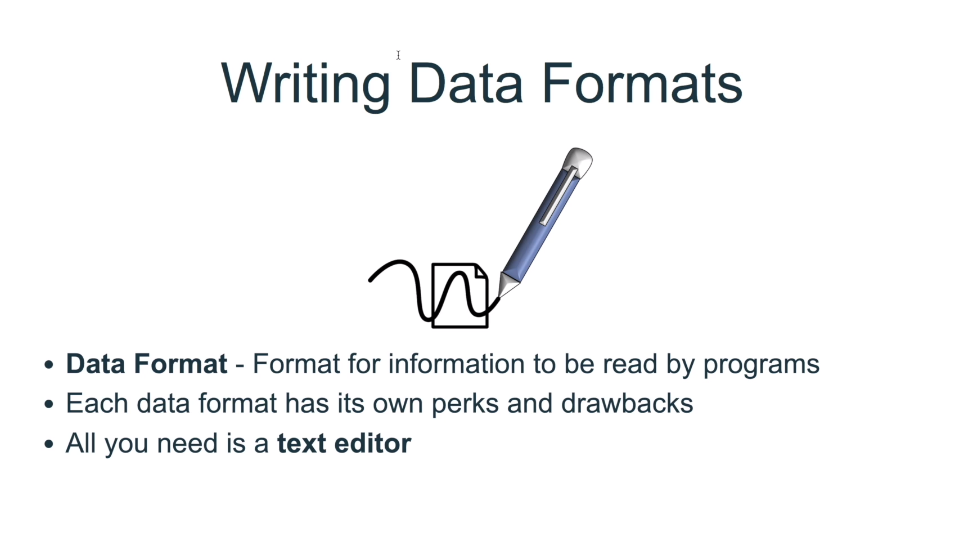 Writing Data Formats
• Data Format - Format for information to be read by programs
• Each data format has its own perks and drawbacks
• All you need is a text editor